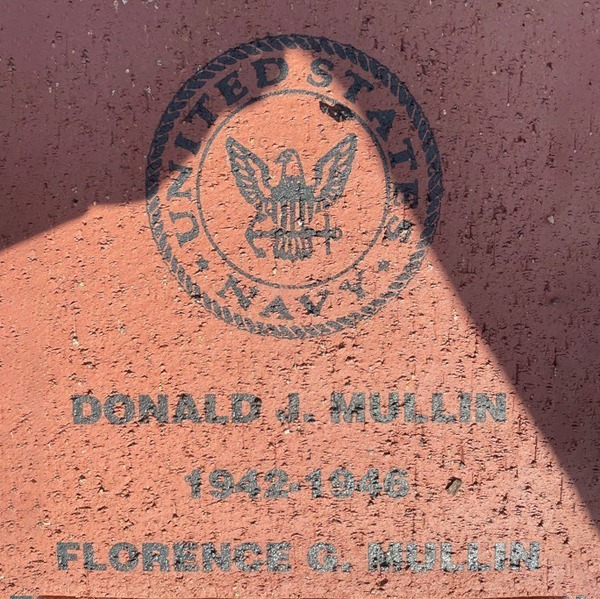 UNITED STATES
NAVY
DONALD J. MULLIN
1942-1946
FLORENCE G. MULLIN